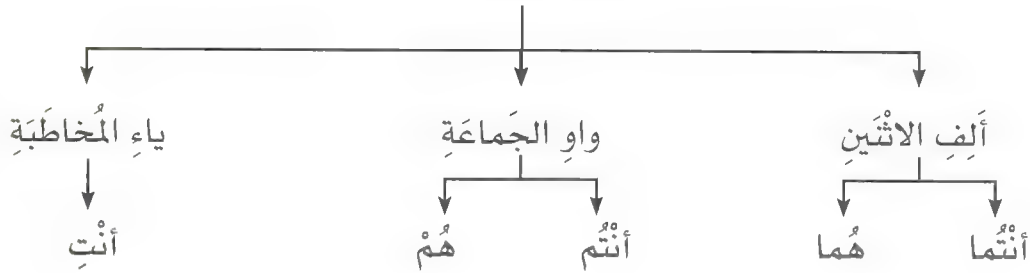 أَلِفِ الاثْنَينِ واوِ الجَماعَةِ ياءِ المُخاطَبَةِ
أنْتُما هُما أنْتُم هُمْ أنْتِ